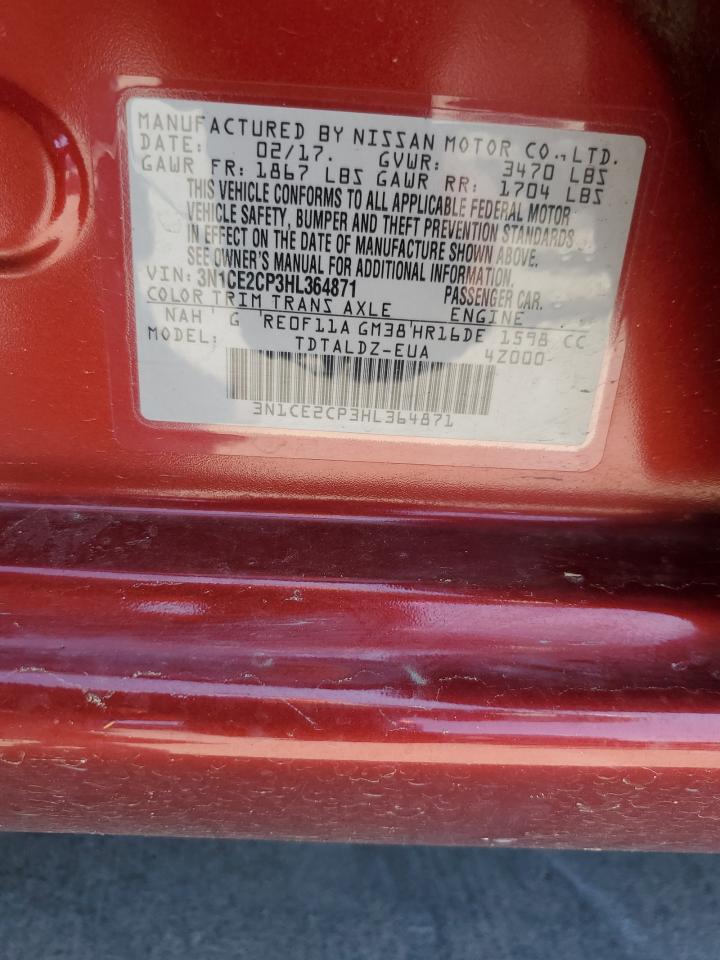 MANUFACTURED BY NISSAN MOTOR CO.,LTD.
DATE: 02/17. GVWR: 3470 LBS
GAWR FR: 1867 LBS GAWR RR: 1704 LBS
THIS VEHICLE CONFORMS TO ALL APPLICABLE FEDERAL MOTOR
VEHICLE SAFETY, BUMPER AND THEFT PREVENTION STANDARDS
IN EFFECT ON THE DATE OF MANUFACTURE SHOWN ABOVE.
SEE OWNER'S MANUAL FOR ADDITIONAL INFORMATION.
VIN: 3N1CE2CP3HL364871 PASSENGER CAR.
COLOR TRIM TRANS AXLE ENGINE
NAH G RE0F11A GM38 HR16DE 1598 CC
MODEL: TDTALDZ-EUA 4Z000-
3N1CE2CP3HL364871